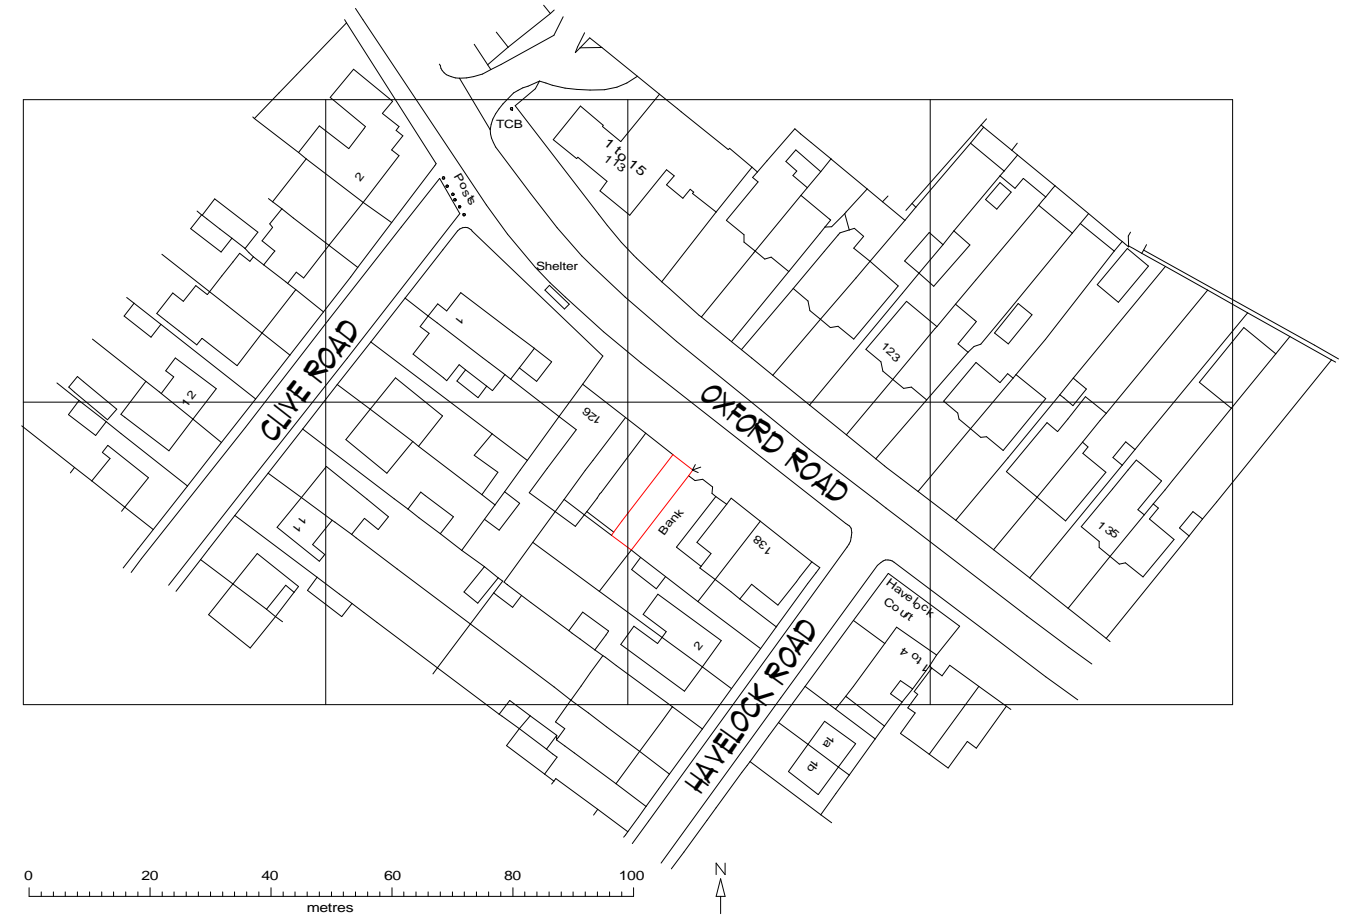 TCB
1 to 15
113
2
Posts
Shelter
1
123
CLIVE ROAD
OXFORD ROAD
12
126
11
Bank
138
135
Havelock
Court
1 to 4
2
HAVELOCK ROAD
1a
1b
0 20 40 60 80 100
metres
N